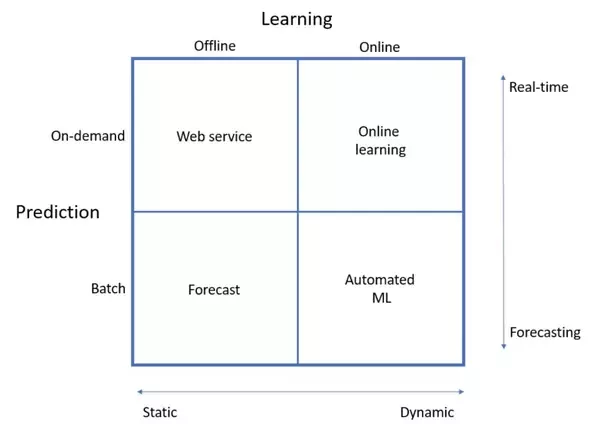 Learning
Offline
Online
Real-time
On-demand
Web service
Online
learning
Prediction
Batch
Forecast
Automated
ML
Forecasting
Static
Dynamic